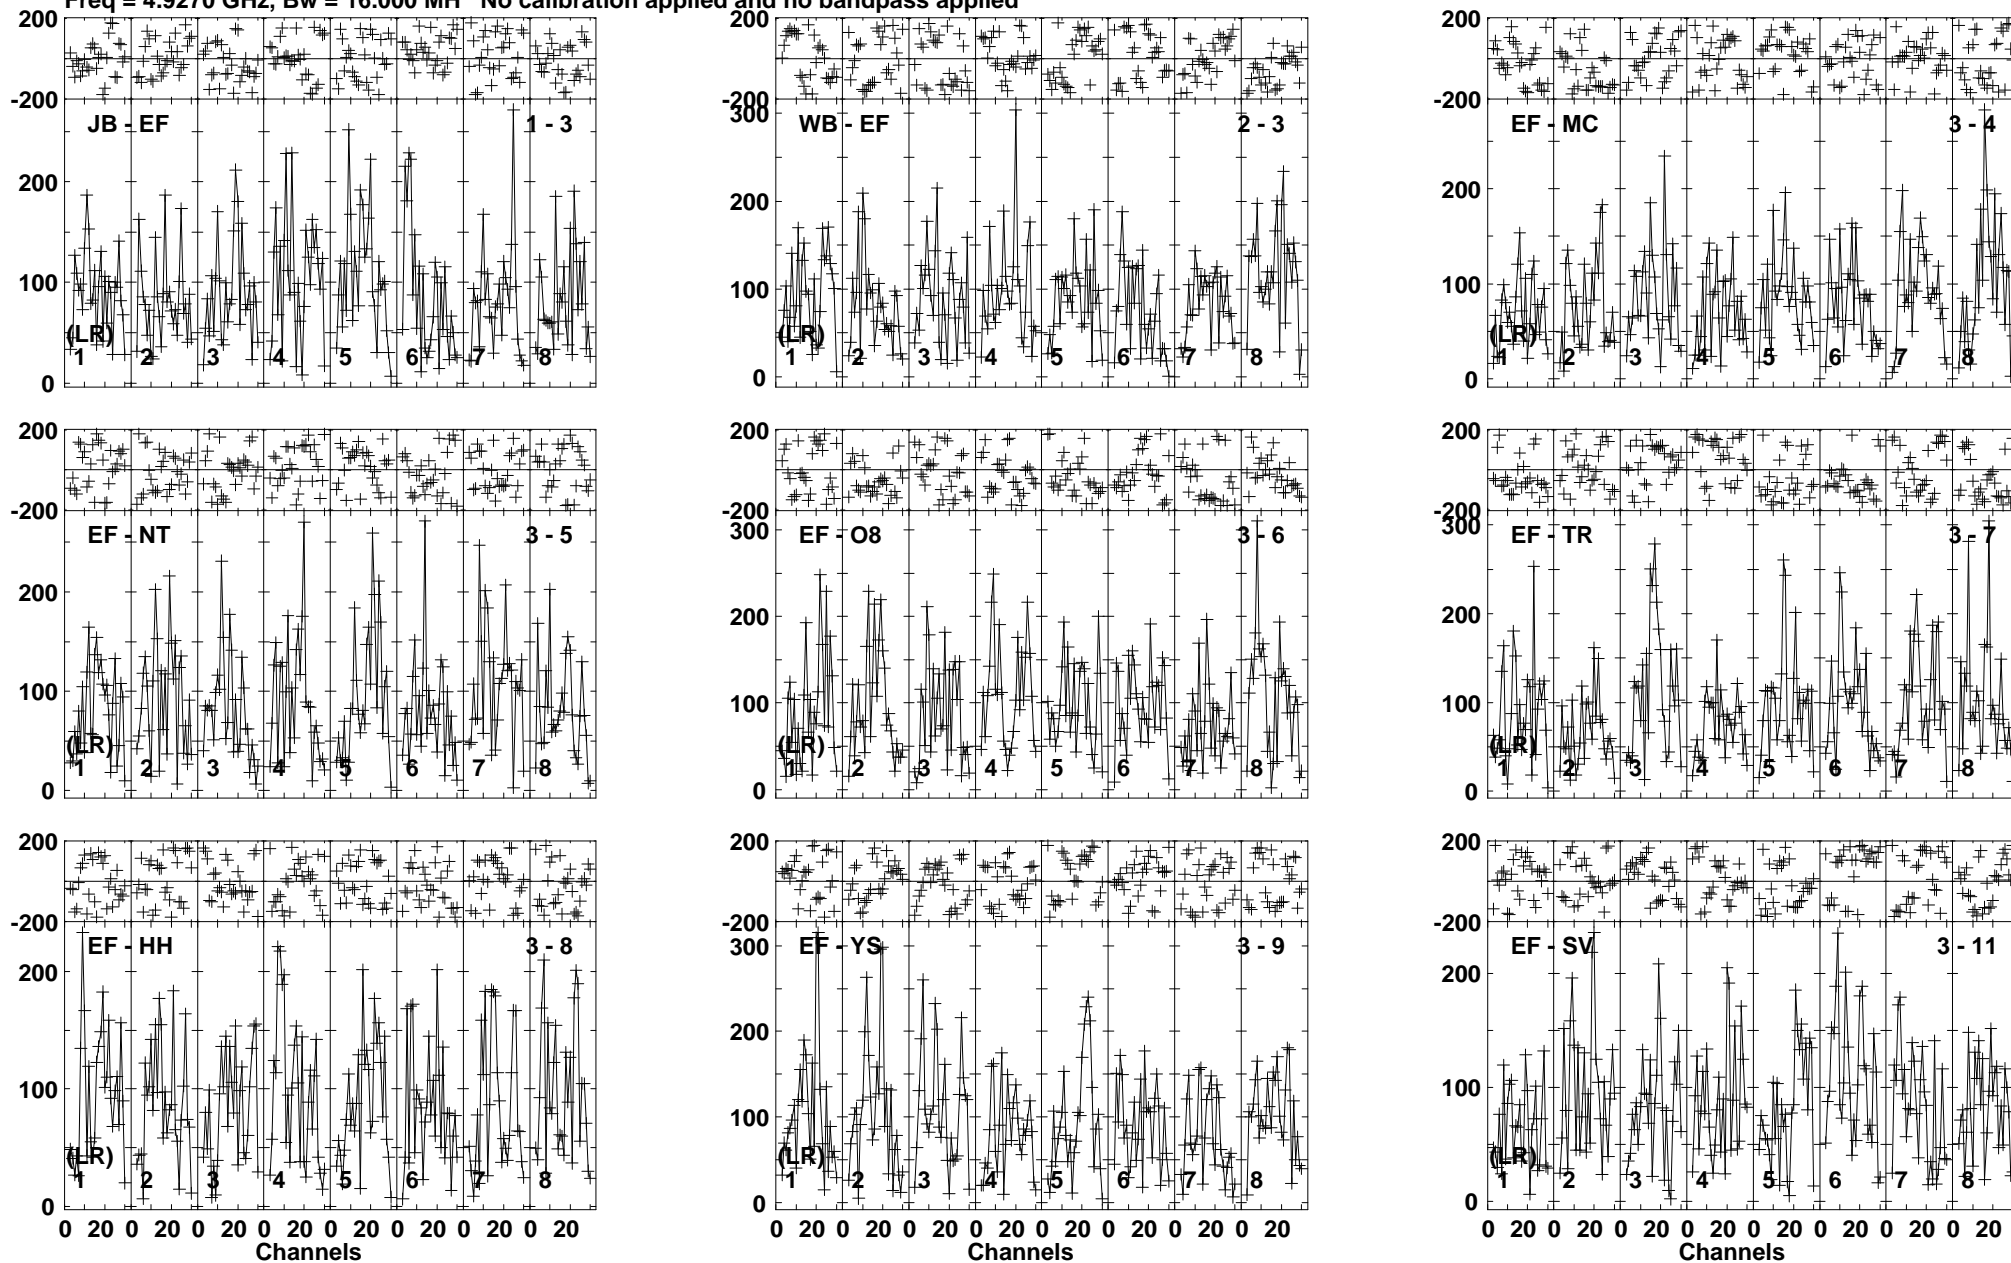 Freq = 4.9270 GHz, Bw = 16.000 MH No calibration applied and no bandpass applied
200 200 200
-200 -200 -200
JB - EF 1 - 3 WB - EF 2 - 3 EF - MC 3 - 4
300
200 200 200
100 100 100
(LR) (LR) (LR)
1 2 3 4 5 6 7 8 1 2 3 4 5 6 7 8 1 2 3 4 5 6 7 8
0 0 0
200 200 200
-200 -200 -200
EF - NT 3 - 5 EF - O8 3 - 6 EF - TR 3 - 7
300 300
200 200 200
100 100 100
(LR) (LR) (LR)
1 2 3 4 5 6 7 8 1 2 3 4 5 6 7 8 1 2 3 4 5 6 7 8
0 0 0
200 200 200
-200 -200 -200
EF - HH 3 - 8 EF - YS 3 - 9 EF - SV 3 - 11
300
200 200 200
100 100 100
(LR) (LR) (LR)
1 2 3 4 5 6 7 8 1 2 3 4 5 6 7 8 1 2 3 4 5 6 7 8
0 0 0
0 20 0 20 0 20 0 20 0 20 0 20 0 20 0 20 0 20 0 20 0 20 0 20 0 20 0 20 0 20 0 20 0 20 0 20 0 20 0 20 0 20 0 20 0 20 0 20
Channels Channels Channels